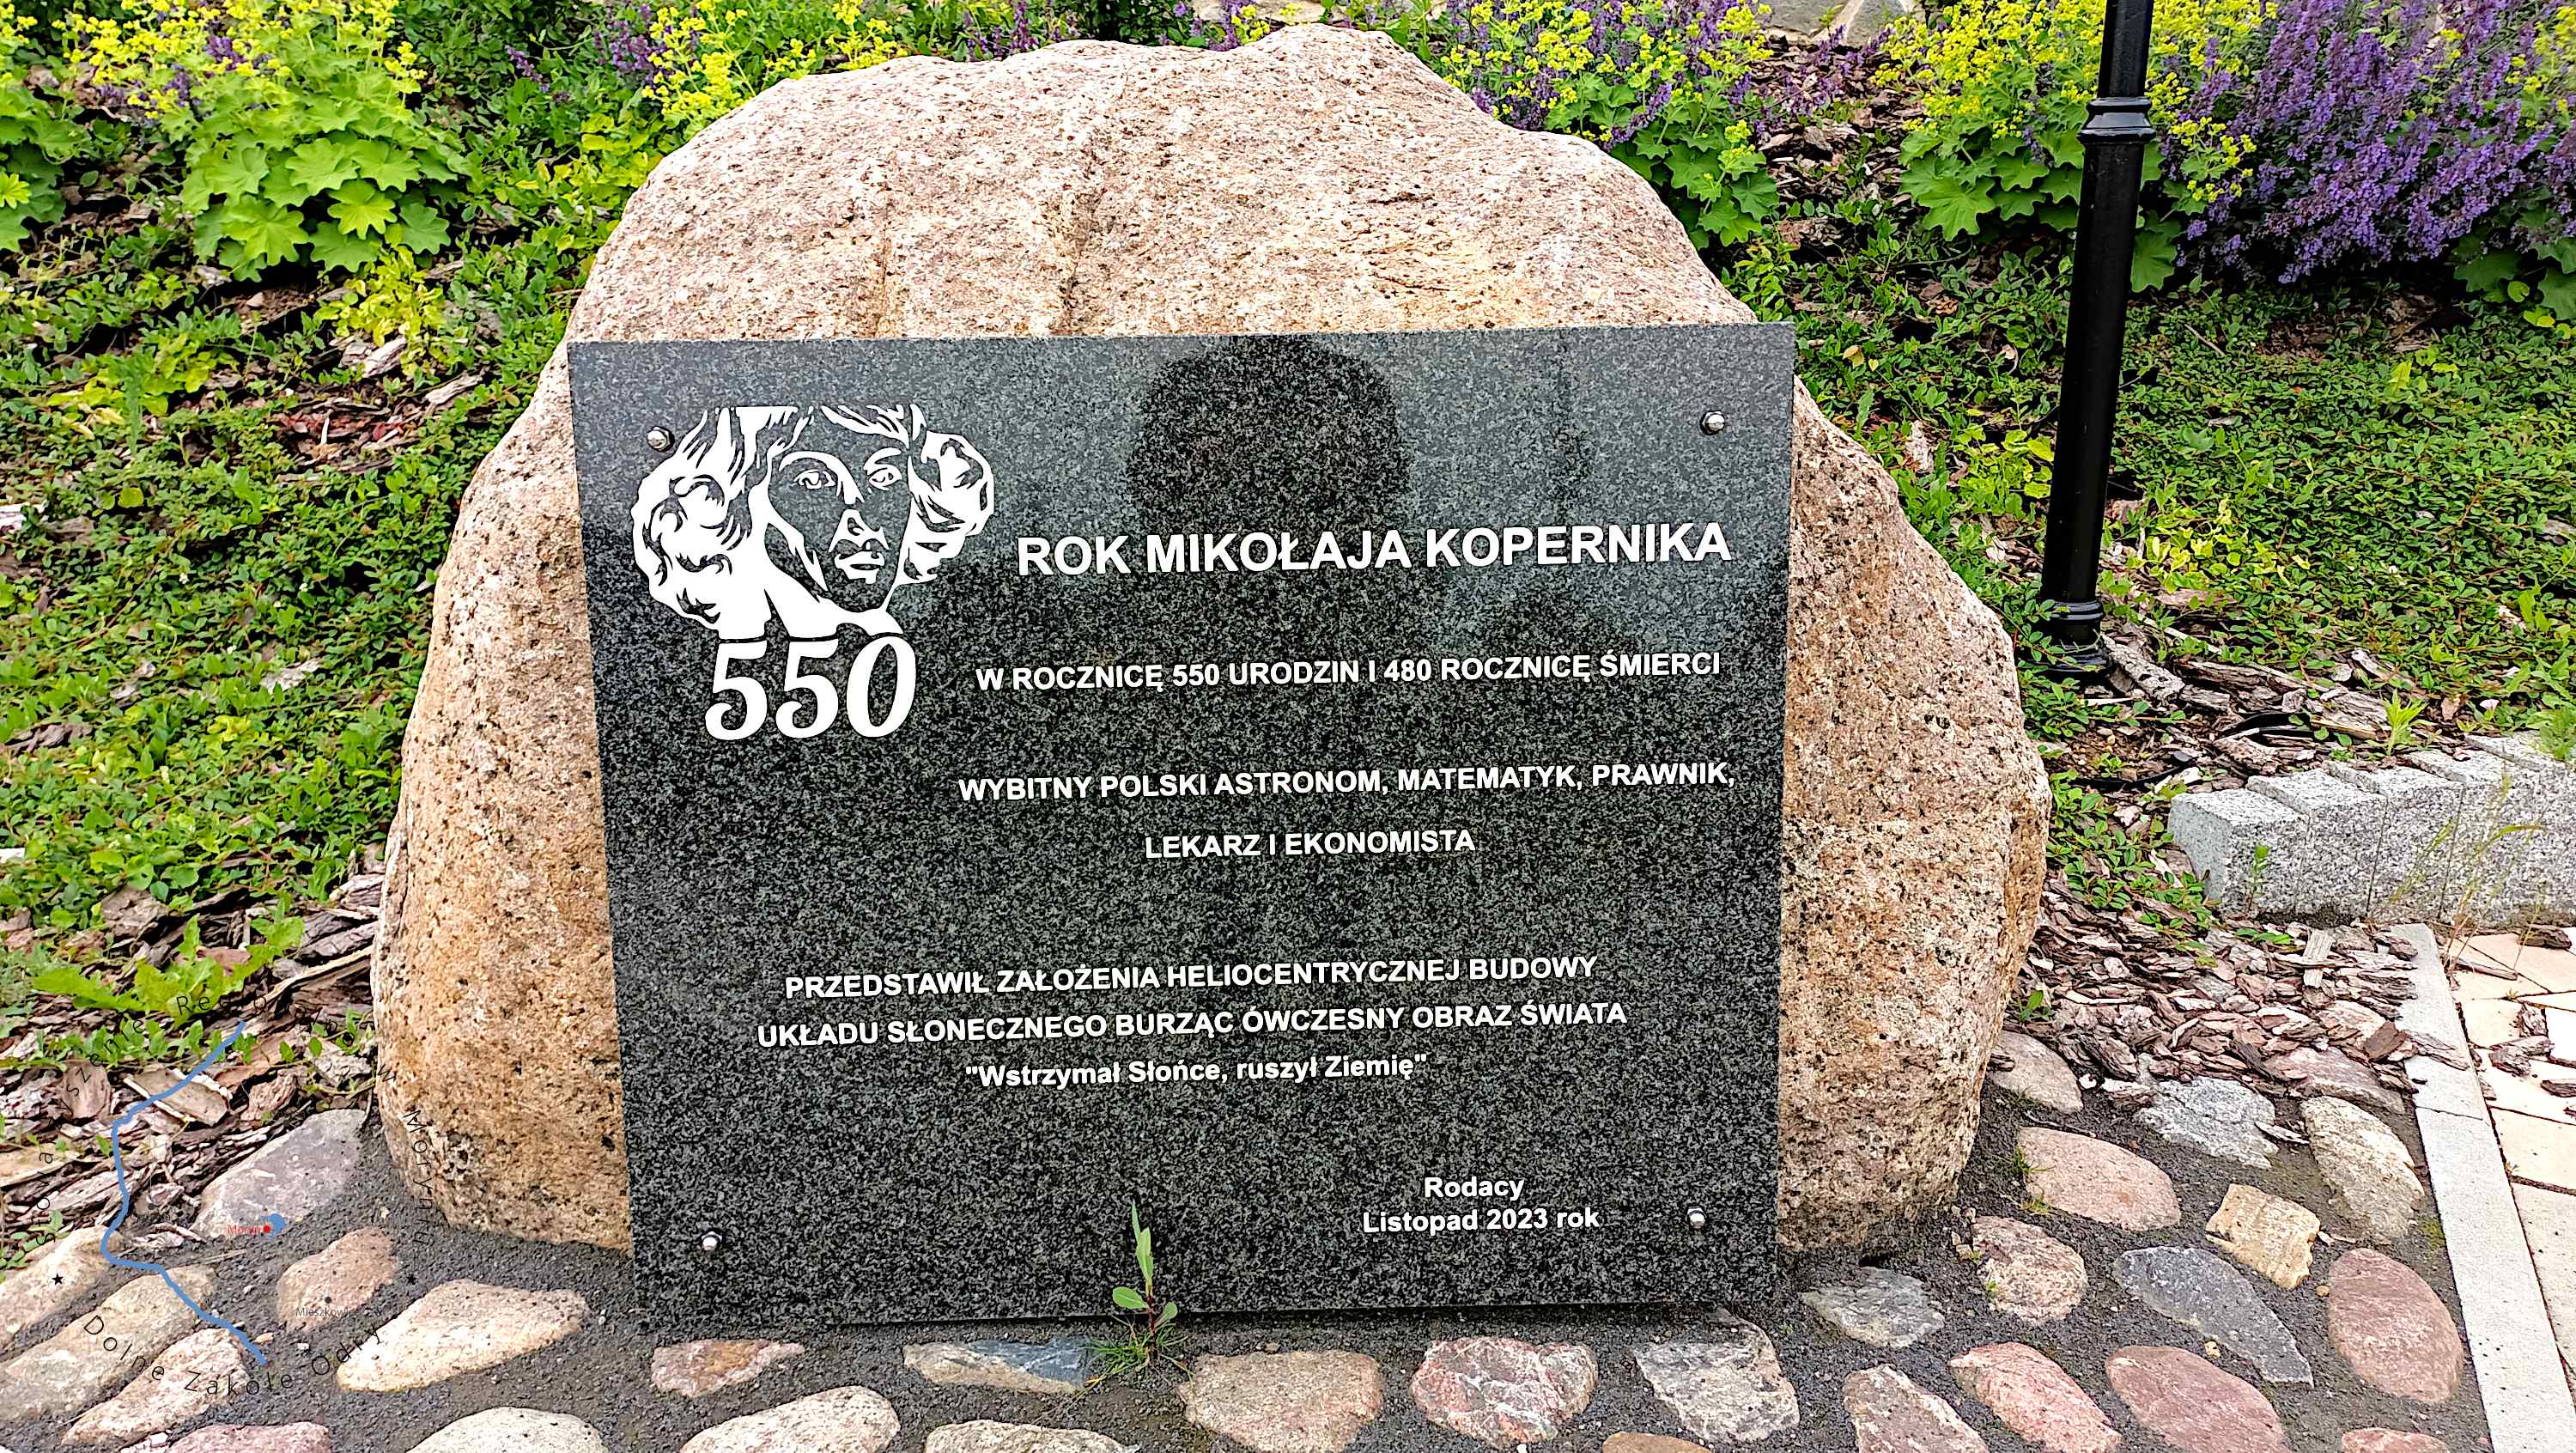 550
ROK MIKOŁAJA KOPERNIKA
W ROCZNICĘ 550 URODZIN I 480 ROCZNICĘ ŚMIERCI
WYBITNY POLSKI ASTRONOM, MATEMATYK, PRAWNIK,
LEKARZ I EKONOMISTA
PRZEDSTAWIŁ ZAŁOŻENIA HELIOCENTRYCZNEJ BUDOWY
UKŁADU SŁONECZNEGO BURZĄC ÓWCZESNY OBRAZ ŚWIATA
"Wstrzymał Słońce, ruszył Ziemię"
Rodacy
Listopad 2023 rok
Moryń
Mieszkowice
Dolne Zakole Odry